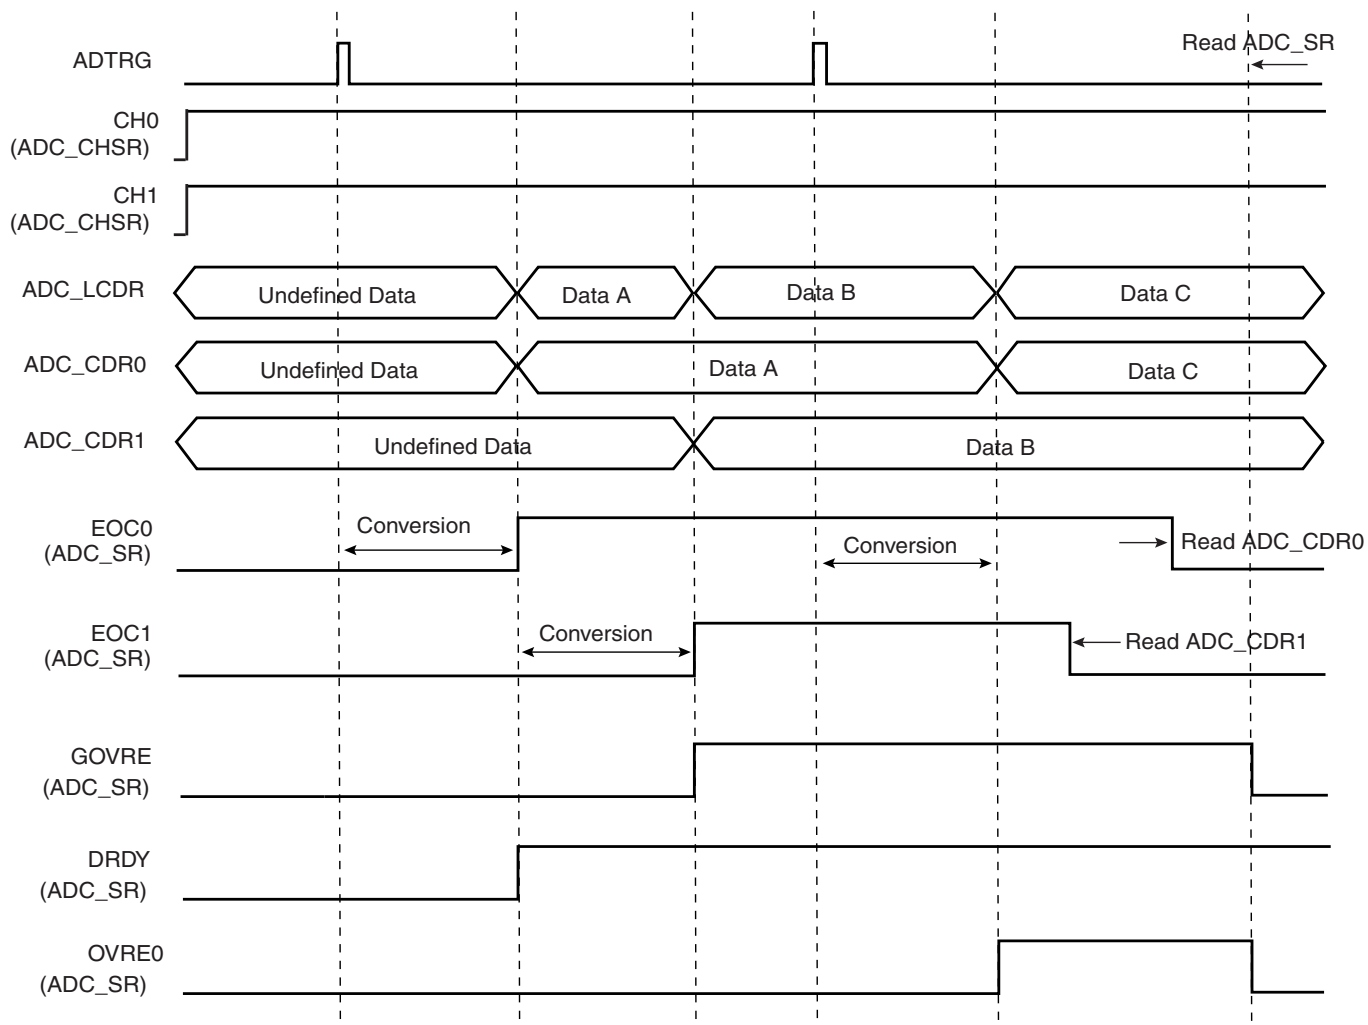 ADTRG
Read ADC_SR
CH0
(ADC_CHSR)
CH1
(ADC_CHSR)
ADC_LCDR
Undefined Data
Data A
Data B
Data C
ADC_CDR0
Undefined Data
Data A
Data C
ADC_CDR1
Undefined Data
Data B
EOC0
(ADC_SR)
Conversion
Conversion
Read ADC_CDR0
EOC1
(ADC_SR)
Conversion
Read ADC_CDR1
GOVRE
(ADC_SR)
DRDY
(ADC_SR)
OVRE0
(ADC_SR)